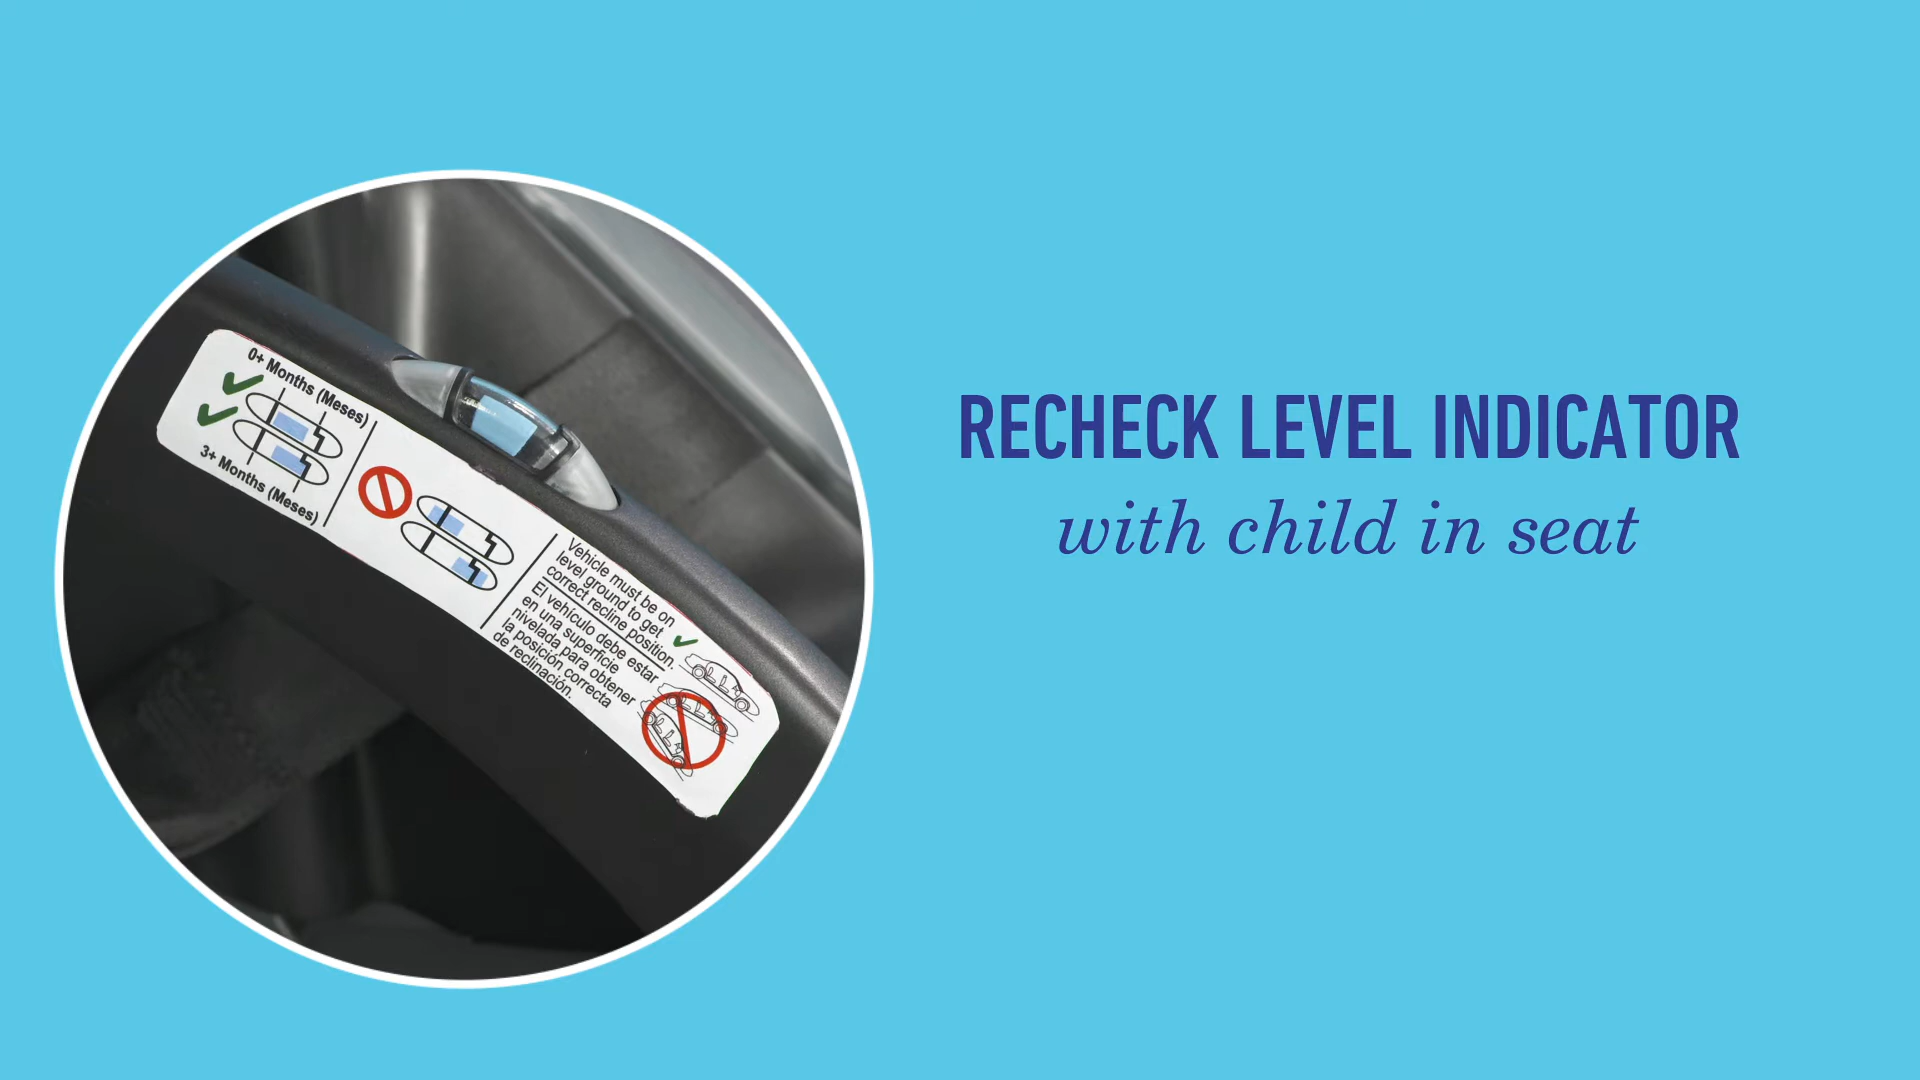 0+ Months (Meses)
3+ Months (Meses)
Vehicle must be on
level ground to get
correct recline position.
El vehículo debe estar
en una superficie
nivelada para obtener
la posición correcta
de reclinación.
RECHECK LEVEL INDICATOR
with child in seat